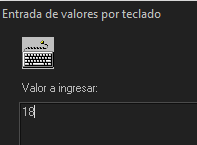 Entrada de valores por teclado
Valor a ingresar:
18